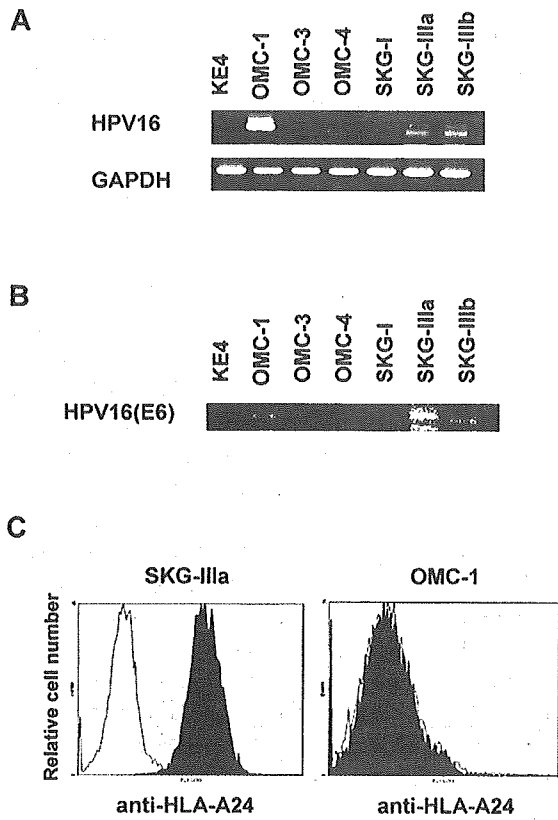 A
KE4
OMC-1
OMC-3
OMC-4
SKG-I
SKG-IIIa
SKG-IIIb
HPV16
GAPDH
B
KE4
OMC-1
OMC-3
OMC-4
SKG-I
SKG-IIIa
SKG-IIIb
HPV16(E6)
C
SKG-IIIa
OMC-1
Relative cell number
anti-HLA-A24
anti-HLA-A24